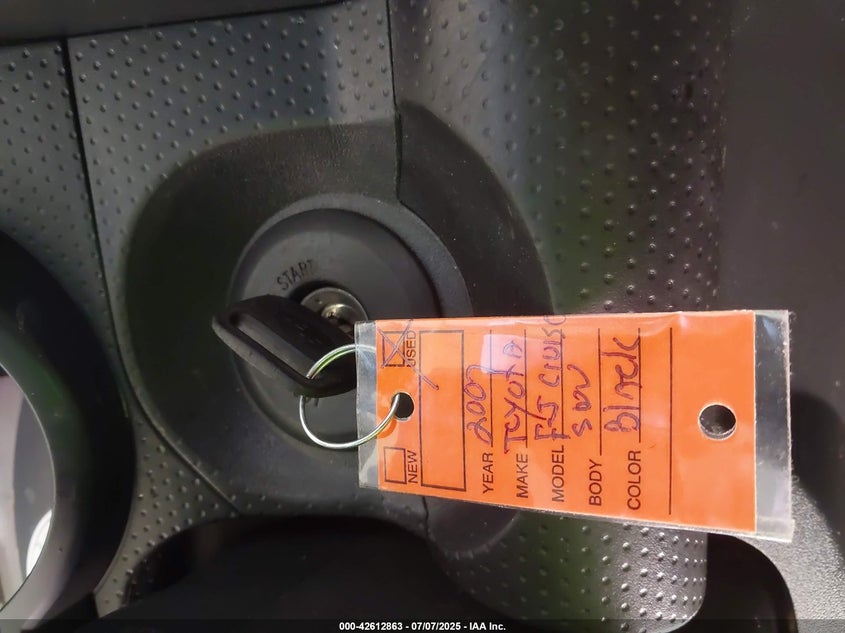 START
NEW USED
YEAR 2007
MAKE TOYOTA
MODEL FJ CRUISE
BODY SUV
COLOR Black
000-42612863 - 07/07/2025 - IAA Inc.